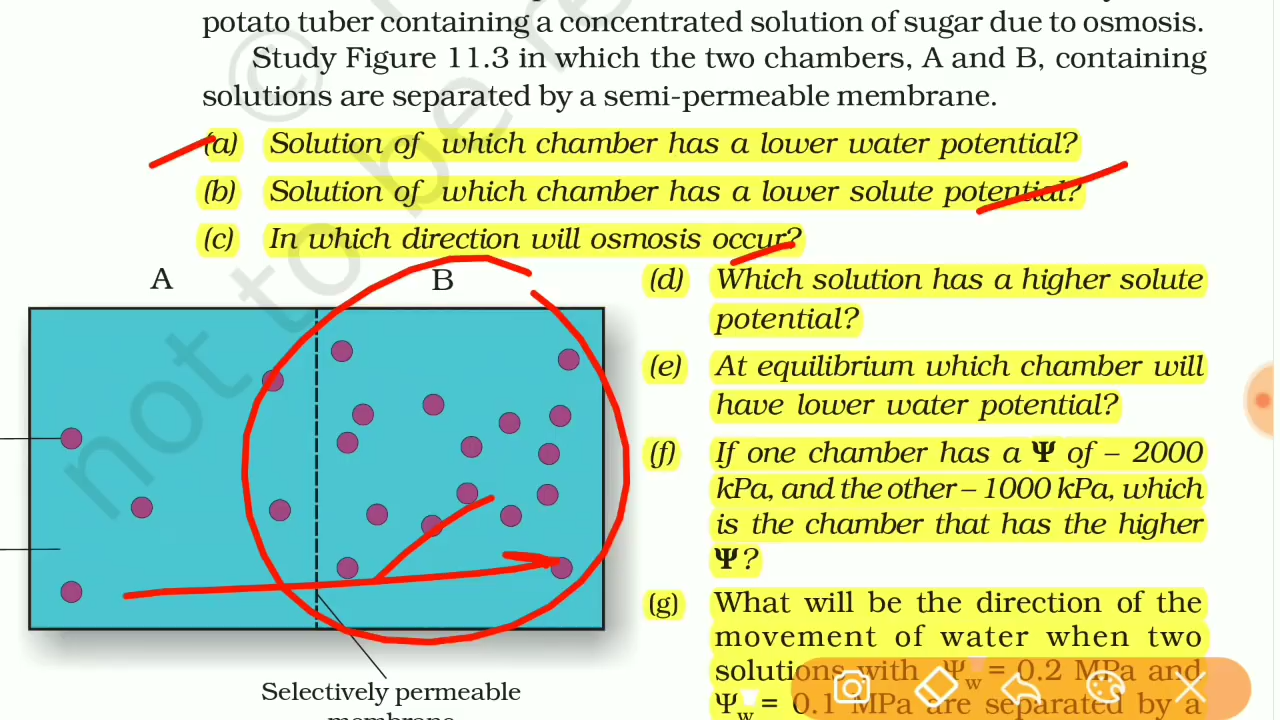 potato tuber containing a concentrated solution of sugar due to osmosis.
Study Figure 11.3 in which the two chambers, A and B, containing
solutions are separated by a semi-permeable membrane.
(a) Solution of which chamber has a lower water potential?
(b) Solution of which chamber has a lower solute potential?
(c) In which direction will osmosis occur?
A
B
(d) Which solution has a higher solute
potential?
(e) At equilibrium which chamber will
have lower water potential?
(f) If one chamber has a Ψ of – 2000
kPa, and the other – 1000 kPa, which
is the chamber that has the higher
Ψ?
(g) What will be the direction of the
movement of water when two
solutions with Ψw = 0.2 MPa and
Ψw = 0.1 MPa are separated by a
Selectively permeable
membrane
© not to be re